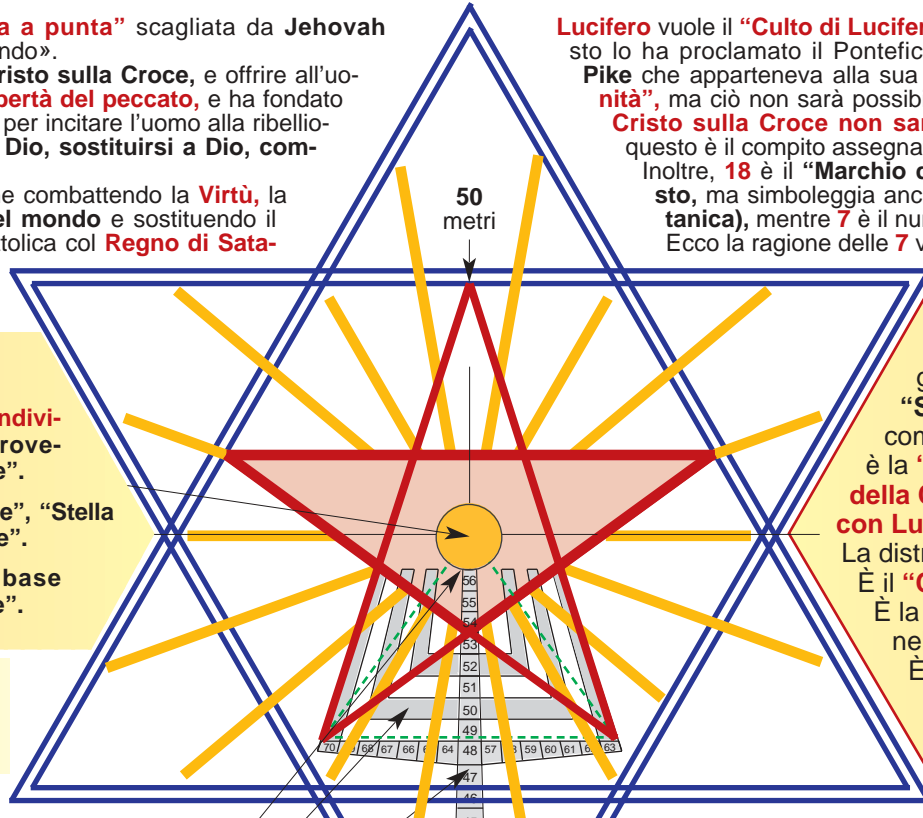 a punta” scagliata da Jehovah
ndo».
risto sulla Croce, e offrire all'uo-
bertà del peccato, e ha fondato
per incitare l'uomo alla ribellio-
Dio, sostituirsi a Dio, com-
ne combattendo la Virtù, la
el mondo e sostituendo il
ttolica col Regno di Sata-
50
metri
Lucifero vuole il “Culto di Lucifer
sto lo ha proclamato il Pontefic
Pike che apparteneva alla sua
nità”, ma ciò non sarà possib
Cristo sulla Croce non sar
questo è il compito assegna
Inoltre, 18 è il “Marchio d
sto, ma simboleggia anc
tanica), mentre 7 è il nu
Ecco la ragione delle 7 v
ndivi-
rove-
e”.
e”, “Stella
e”.
base
e”.
g
“S
con
è la “
della C
con Lu
La distr
È il “C
È la
ne
È
56
55
54
53
52
51
50
49
70 68 67 66 64 48 57 59 60 61 63
47
46